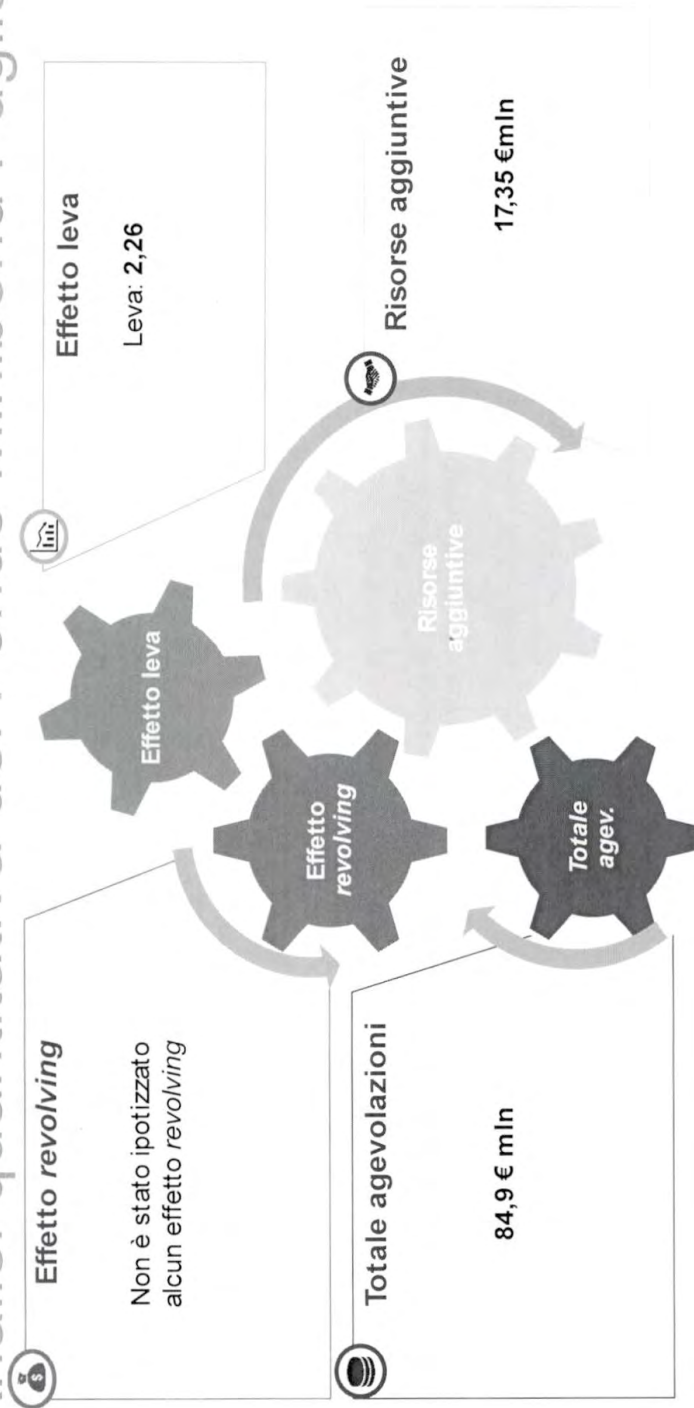 Effetto revolving
Non è stato ipotizzato
alcun effetto revolving
Effetto leva
Leva: 2,26
Totale agevolazioni
84,9 € mln
Risorse aggiuntive
17,35 €mln
Effetto leva
Effetto
revolving
Risorse
aggiuntive
Totale
agev.